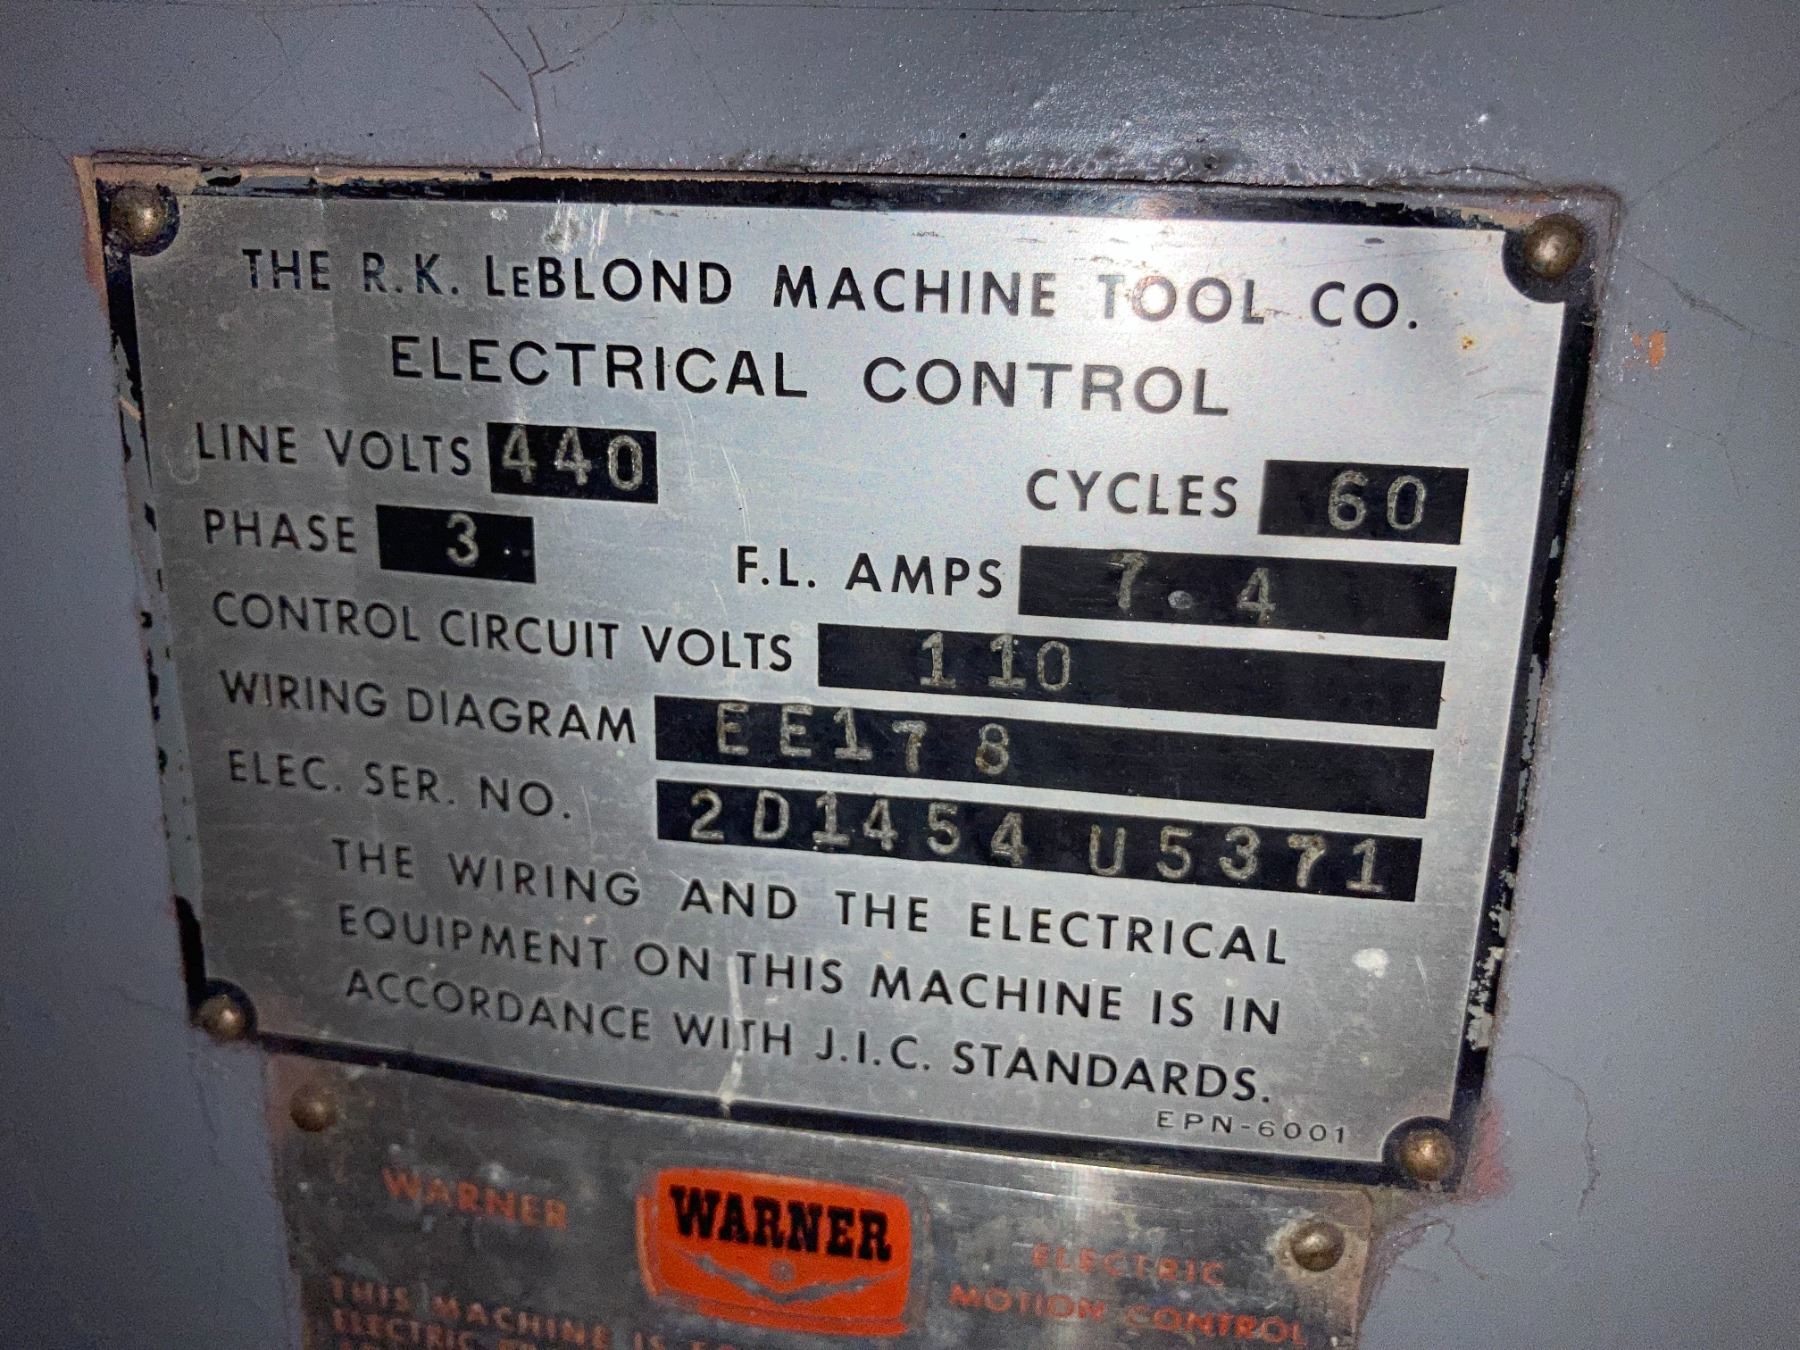 THE R.K. LEBLOND MACHINE TOOL CO.
ELECTRICAL CONTROL
LINE VOLTS 440 CYCLES 60
PHASE 3 F.L. AMPS 7.4
CONTROL CIRCUIT VOLTS 110
WIRING DIAGRAM EE178
ELEC. SER. NO. 2D1454 U5371
THE WIRING AND THE ELECTRICAL
EQUIPMENT ON THIS MACHINE IS IN
ACCORDANCE WITH J.I.C. STANDARDS.
EPN-6001
WARNER WARNER ELECTRIC
MOTION CONTROL
THIS MACHINE IS
ELECTRIC